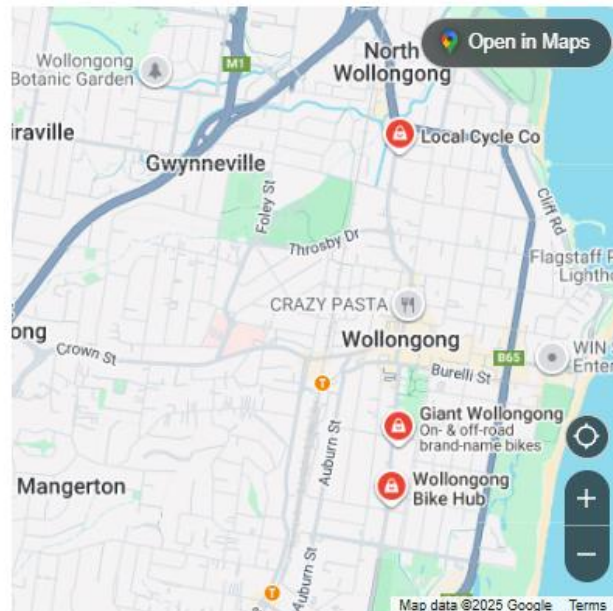 Wollongong
Botanic Garden
M1
North
Wollongong
Open in Maps
iraville
Gwynneville
Local Cycle Co
Foley St
Cliff Rd
Throsby Dr
Flagstaff P
Lightho
CRAZY PASTA
ong
Crown St
Wollongong
B65
WIN
Enter
Burelli St
T
Giant Wollongong
On- & off-road
brand-name bikes
Auburn St
Mangerton
Wollongong
Bike Hub
+
−
T
Auburn St
Map data ©2025 Google
Terms